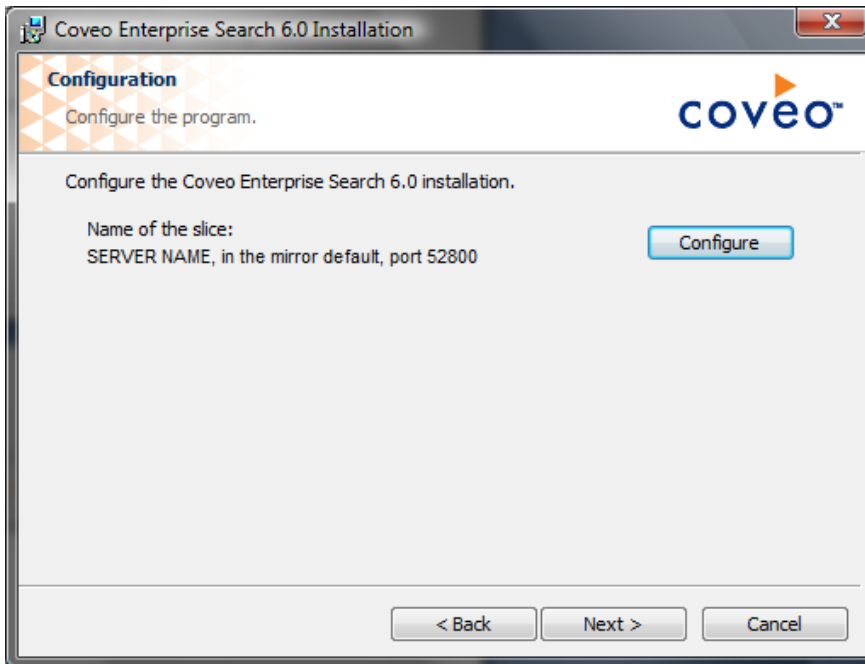 Coveo Enterprise Search 6.0 Installation
Configuration
Configure the program.
coveo™
Configure the Coveo Enterprise Search 6.0 installation.
Name of the slice:
SERVER NAME, in the mirror default, port 52800
Configure
< Back
Next >
Cancel